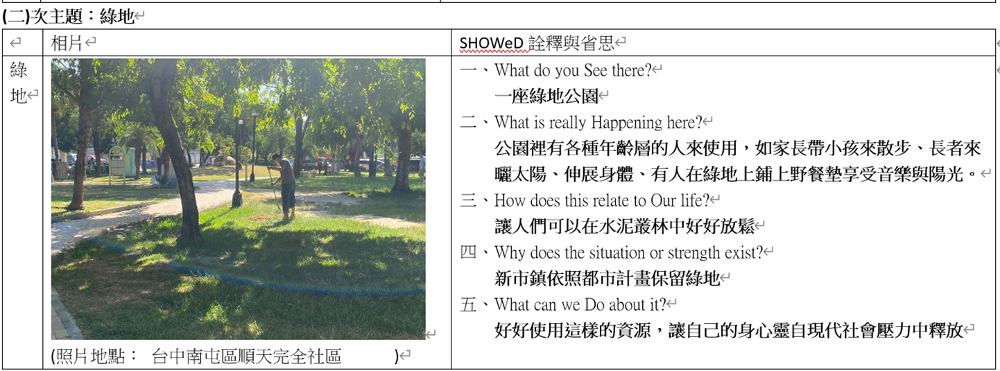 (二)次主題：綠地
相片
SHOWeD 詮釋與省思
綠
地
(照片地點： 台中南屯區順天完全社區 )
一、What do you See there?
一座綠地公園
二、What is really Happening here?
公園裡有各種年齡層的人來使用，如家長帶小孩來散步、長者來
曬太陽、伸展身體、有人在綠地上鋪上野餐墊享受音樂與陽光。
三、How does this relate to Our life?
讓人們可以在水泥叢林中好好放鬆
四、Why does the situation or strength exist?
新市鎮依照都市計畫保留綠地
五、What can we Do about it?
好好使用這樣的資源，讓自己的身心靈自現代社會壓力中釋放